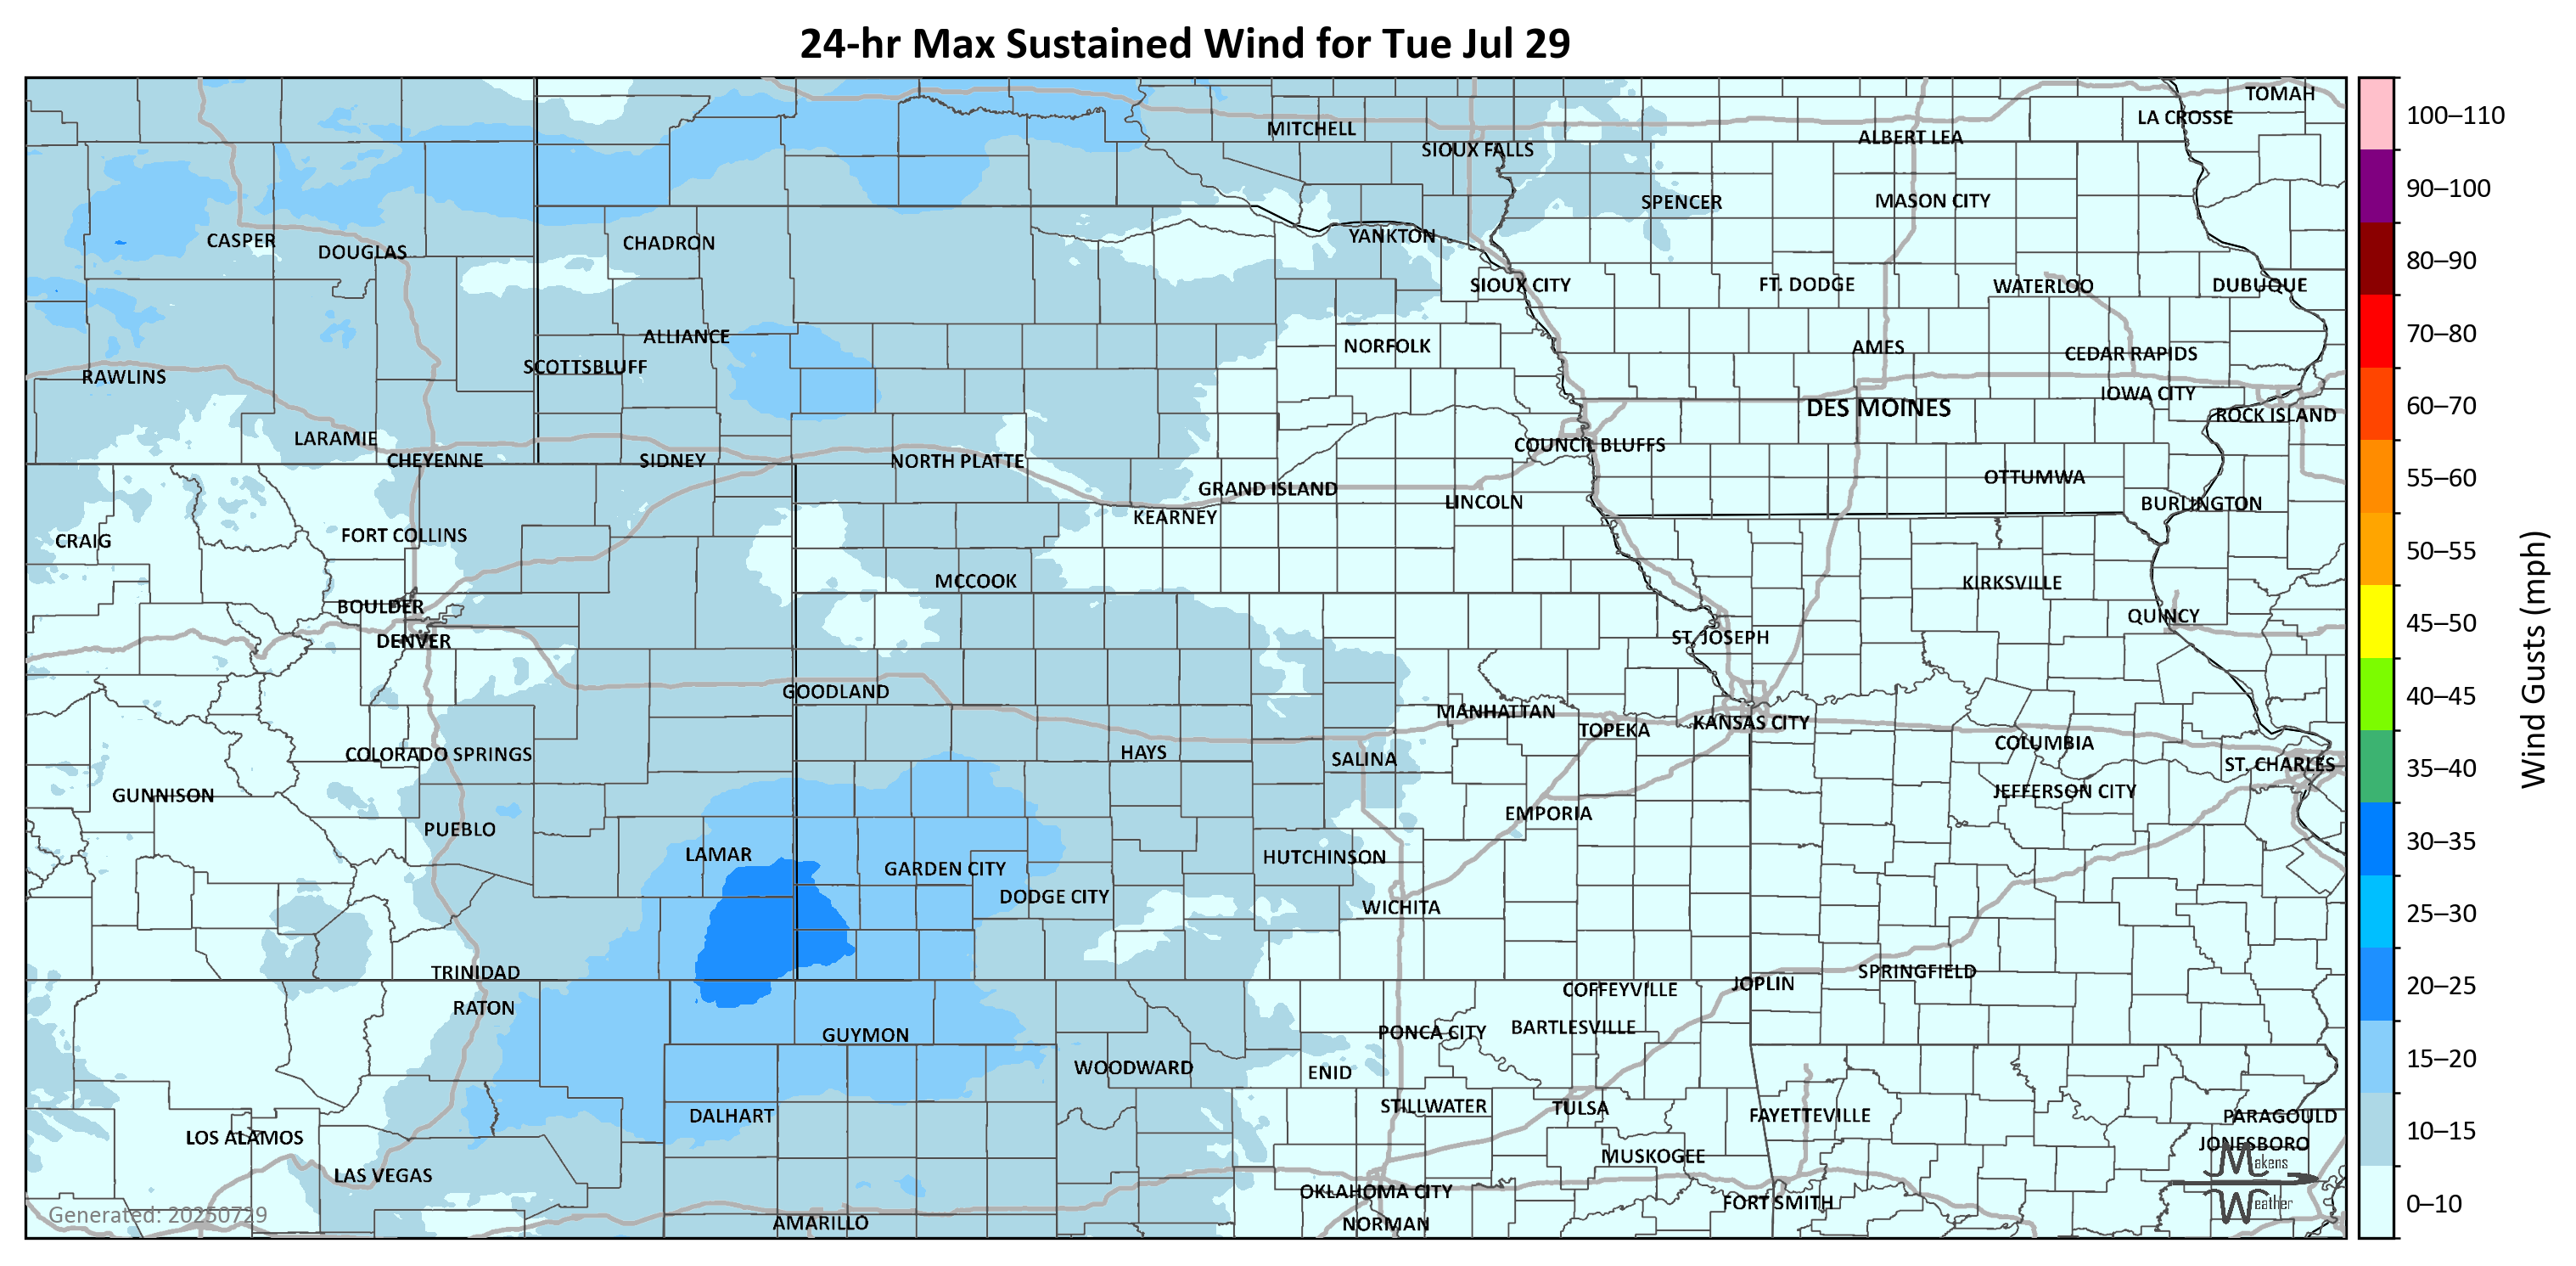 24-hr Max Sustained Wind for Tue Jul 29
TOMAH
LA CROSSE
MITCHELL
ALBERT LEA
SIOUX FALLS
SPENCER
MASON CITY
CASPER
DOUGLAS
CHADRON
YANKTON
SIOUX CITY
FT. DODGE
WATERLOO
DUBUQUE
ALLIANCE
NORFOLK
AMES
CEDAR RAPIDS
SCOTTSBLUFF
RAWLINS
IOWA CITY
DES MOINES
ROCK ISLAND
LARAMIE
COUNCIL BLUFFS
CHEYENNE
SIDNEY
NORTH PLATTE
OTTUMWA
GRAND ISLAND
LINCOLN
BURLINGTON
KEARNEY
FORT COLLINS
CRAIG
MCCOOK
KIRKSVILLE
BOULDER
QUINCY
DENVER
ST. JOSEPH
GOODLAND
MANHATTAN
TOPEKA
KANSAS CITY
COLUMBIA
COLORADO SPRINGS
HAYS
SALINA
ST. CHARLES
GUNNISON
JEFFERSON CITY
EMPORIA
PUEBLO
LAMAR
HUTCHINSON
GARDEN CITY
DODGE CITY
WICHITA
TRINIDAD
SPRINGFIELD
JOPLIN
COFFEYVILLE
RATON
GUYMON
PONCA CITY
BARTLESVILLE
WOODWARD
ENID
STILLWATER
TULSA
DALHART
FAYETTEVILLE
PARAGOULD
LOS ALAMOS
JONESBORO
MUSKOGEE
LAS VEGAS
OKLAHOMA CITY
FORT SMITH
AMARILLO
NORMAN
Generated: 20250729
Makens
Weather
100–110
90–100
80–90
70–80
60–70
55–60
50–55
45–50
40–45
35–40
30–35
25–30
20–25
15–20
10–15
0–10
Wind Gusts (mph)